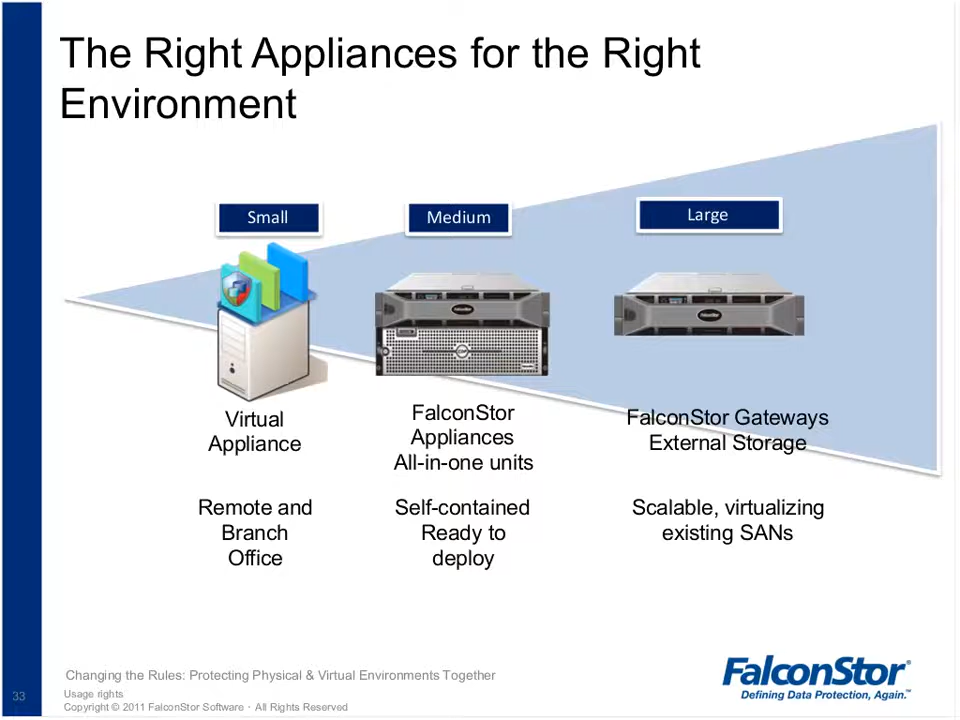 The Right Appliances for the Right
Environment
Small
Medium
Large
FalconStor
FalconStor
Virtual
Appliance
FalconStor
Appliances
All-in-one units
FalconStor Gateways
External Storage
Remote and
Branch
Office
Self-contained
Ready to
deploy
Scalable, virtualizing
existing SANs
Changing the Rules: Protecting Physical & Virtual Environments Together
33
Usage rights
Copyright © 2011 FalconStor Software · All Rights Reserved
FalconStor®
Defining Data Protection, Again.™